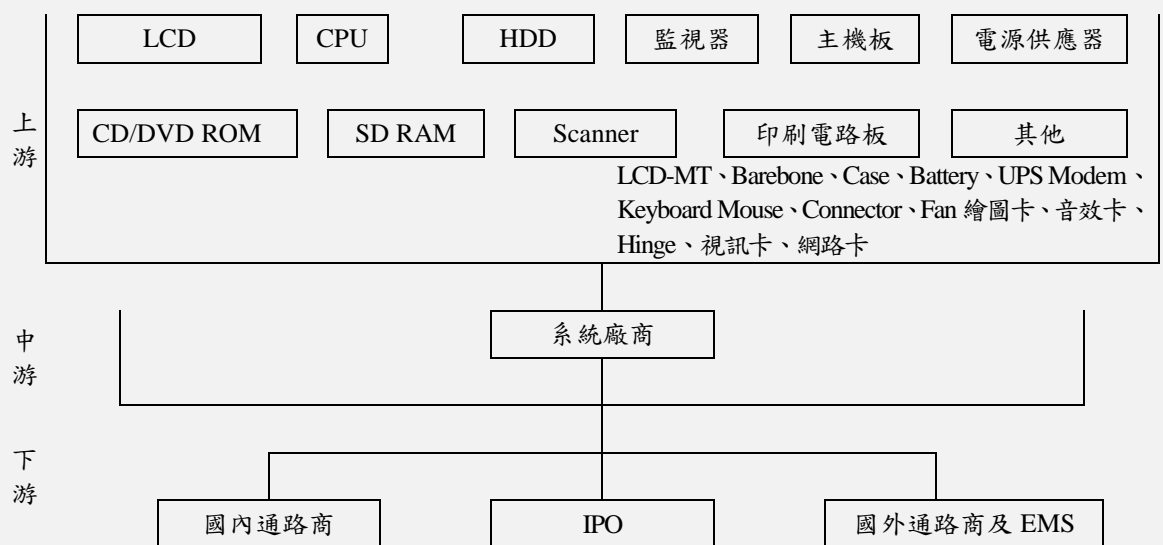 LCD CPU HDD 監視器 主機板 電源供應器
上游
CD/DVD ROM SD RAM Scanner 印刷電路板 其他
LCD-MT、Barebone、Case、Battery、UPS Modem、
Keyboard Mouse、Connector、Fan 繪圖卡、音效卡、
Hinge、視訊卡、網路卡
中游
系統廠商
下游
國內通路商 IPO 國外通路商及 EMS